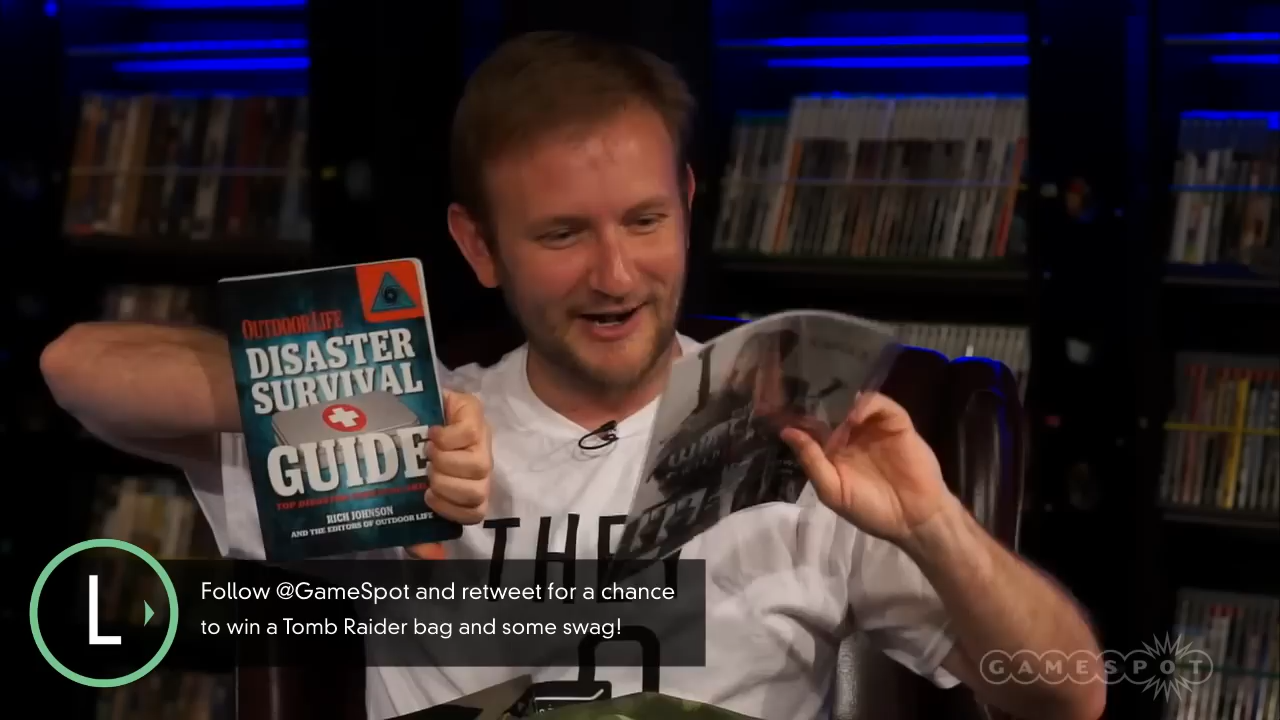 OUTDOOR LIFE
DISASTER
SURVIVAL
GUIDE
RICH JOHNSON
AND THE EDITORS OF OUTDOOR LIFE
THE
L
Follow @GameSpot and retweet for a chance
to win a Tomb Raider bag and some swag!
GAMESPOT